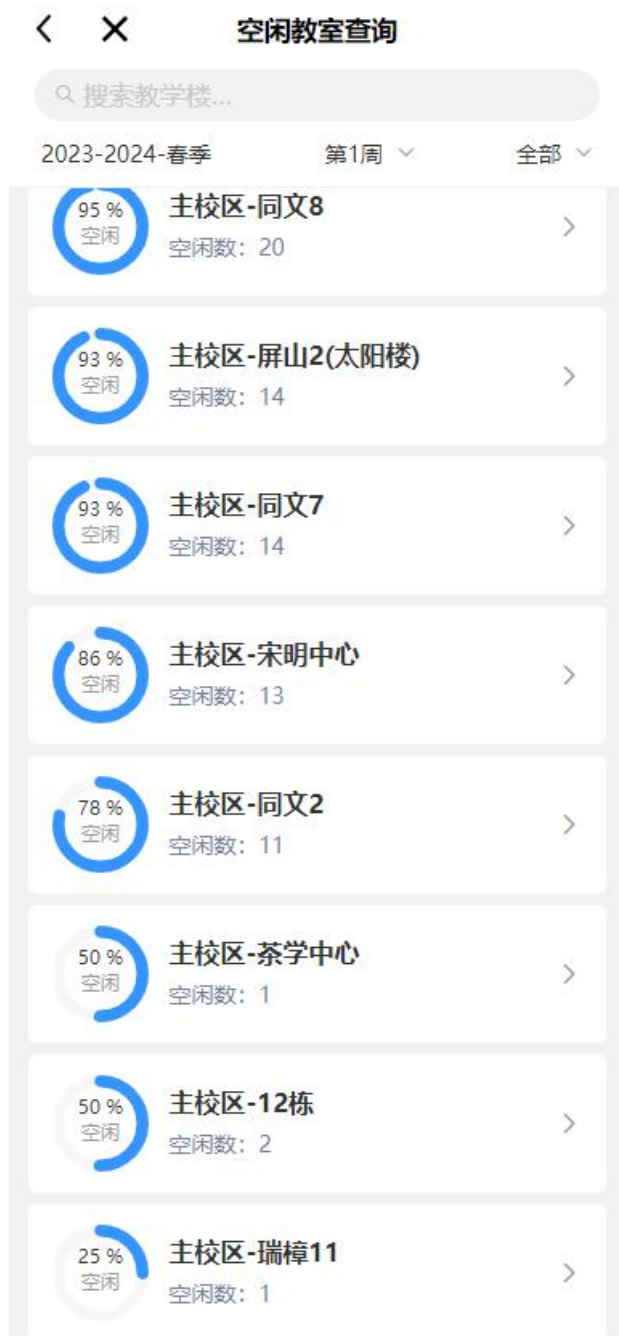 空闲教室查询
搜索教学楼...
2023-2024-春季 第1周 全部
95 %
空闲
主校区-同文8
空闲数：20
93 %
空闲
主校区-屏山2(太阳楼)
空闲数：14
93 %
空闲
主校区-同文7
空闲数：14
86 %
空闲
主校区-宋明中心
空闲数：13
78 %
空闲
主校区-同文2
空闲数：11
50 %
空闲
主校区-茶学中心
空闲数：1
50 %
空闲
主校区-12栋
空闲数：2
25 %
空闲
主校区-瑞樟11
空闲数：1